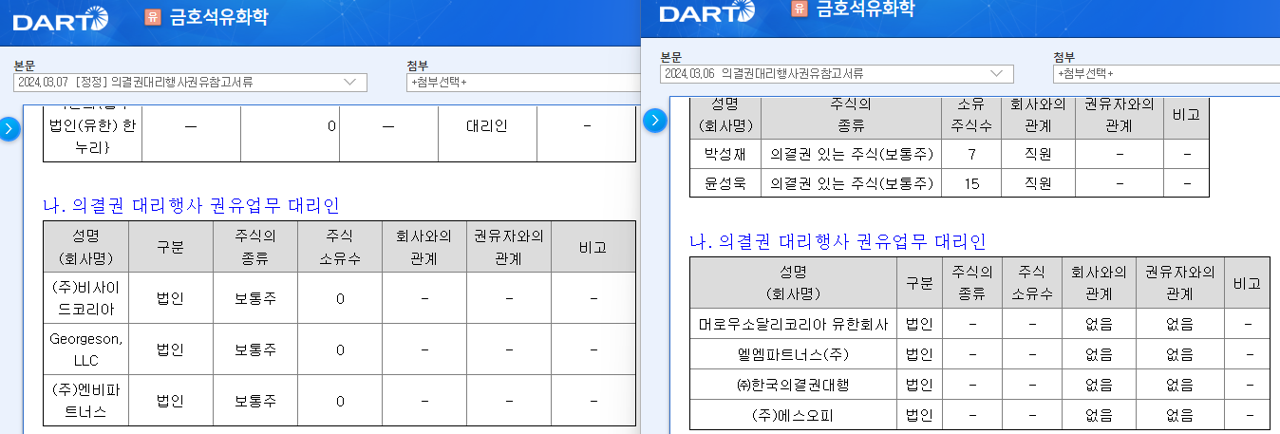 DART 유 금호석유화학
본문 첨부
2024.03.07 [정정] 의결권대리행사권유참고서류 +첨부선택+
법인(유한) 한누리} — 0 — 대리인 -
나. 의결권 대리행사 권유업무 대리인
성명 (회사명) 구분 주식의 종류 주식 소유수 회사와의 관계 권유자와의 관계 비고
(주)비사이드코리아 법인 보통주 0 - - -
Georgeson, LLC 법인 보통주 0 - - -
(주)엔비파트너스 법인 보통주 0 - - -
DART 유 금호석유화학
본문 첨부
2024.03.06 의결권대리행사권유참고서류 +첨부선택+
성명 (회사명) 주식의 종류 소유 주식수 회사와의 관계 권유자와의 관계 비고
박성재 의결권 있는 주식(보통주) 7 직원 - -
윤성욱 의결권 있는 주식(보통주) 15 직원 - -
나. 의결권 대리행사 권유업무 대리인
성명 (회사명) 구분 주식의 종류 주식 소유수 회사와의 관계 권유자와의 관계 비고
머로우소달리코리아 유한회사 법인 - - 없음 없음 -
엘엠파트너스(주) 법인 - - 없음 없음 -
㈜한국의결권대행 법인 - - 없음 없음 -
(주)에스오피 법인 - - 없음 없음 -